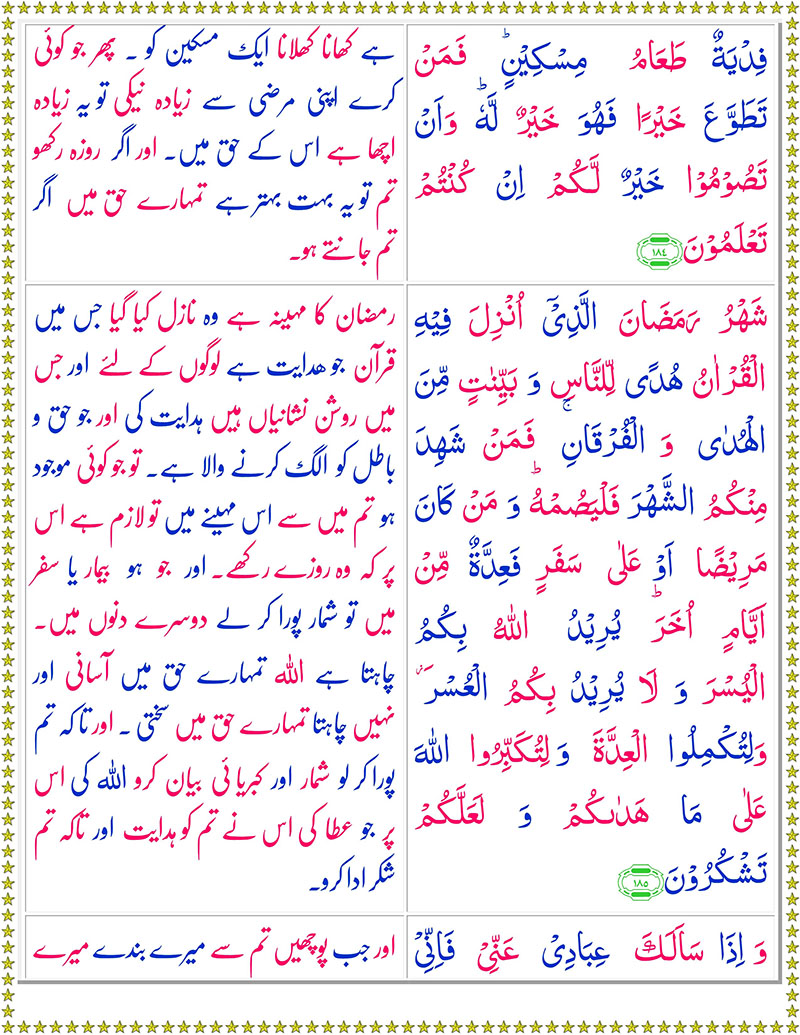 فِدْيَةٌ طَعَامُ مِسْكِيْنٍؕ فَمَنْ
تَطَوَّعَ خَيْرًا فَهُوَ خَيْرٌ لَّهٗؕ وَاَنْ
تَصُوْمُوْا خَيْرٌ لَّكُمْ اِنْ كُنْتُمْ
تَعْلَمُوْنَ ١٨٤
ہے کھانا کھلانا ایک مسکین کو ۔ پھر جو کوئی
کرے اپنی مرضی سے زیادہ نیکی تو یہ زیادہ
اچھا ہے اس کے حق میں۔ اور اگر روزہ رکھو
تم تو یہ بہت بہتر ہے تمہارے حق میں اگر
تم جانتے ہو۔
شَهْرُ رَمَضَانَ الَّذِىْۤ اُنْزِلَ فِيْهِ
الْقُرْاٰنُ هُدًى لِّلنَّاسِ وَ بَيِّنٰتٍ مِّنَ
الْهُدٰى وَ الْفُرْقَانِۚ فَمَنْ شَهِدَ
مِنْكُمُ الشَّهْرَ فَلْيَصُمْهُؕ وَ مَنْ كَانَ
مَرِيْضًا اَوْ عَلٰى سَفَرٍ فَعِدَّةٌ مِّنْ
اَيَّامٍ اُخَرَؕ يُرِيْدُ اللّٰهُ بِكُمُ
الْيُسْرَ وَ لَا يُرِيْدُ بِكُمُ الْعُسْرَ٘
وَلِتُكْمِلُوا الْعِدَّةَ وَلِتُكَبِّرُوا اللّٰهَ
عَلٰى مَا هَدٰىكُمْ وَ لَعَلَّكُمْ
تَشْكُرُوْنَ ١٨٥
رمضان کا مہینہ ہے وہ نازل کیا گیا جس میں
قرآن جو ھدایت ہے لوگوں کے لئے اور جس
میں روشن نشانیاں ہیں ہدایت کی اور جو حق و
باطل کو الگ کرنے والا ہے۔ تو جو کوئی موجود
ہو تم میں سے اس مہینے میں تو لازم ہے اس
پر کہ وہ روزے رکھے۔ اور جو ہو بیمار یا سفر
میں تو شمار پورا کر لے دوسرے دنوں میں۔
چاہتا ہے اللہ تمہارے حق میں آسانی اور
نہیں چاہتا تمہارے حق میں سختی ۔ اور تاکہ تم
پورا کر لو شمار اور کبریائی بیان کرو اللہ کی اس
پر جو عطا کی اس نے تم کو ہدایت اور تاکہ تم
شکر ادا کرو۔
وَ اِذَا سَاَلَكَ عِبَادِىْ عَنِّىْ فَاِنِّىْ
اور جب پوچھیں تم سے میرے بندے میرے